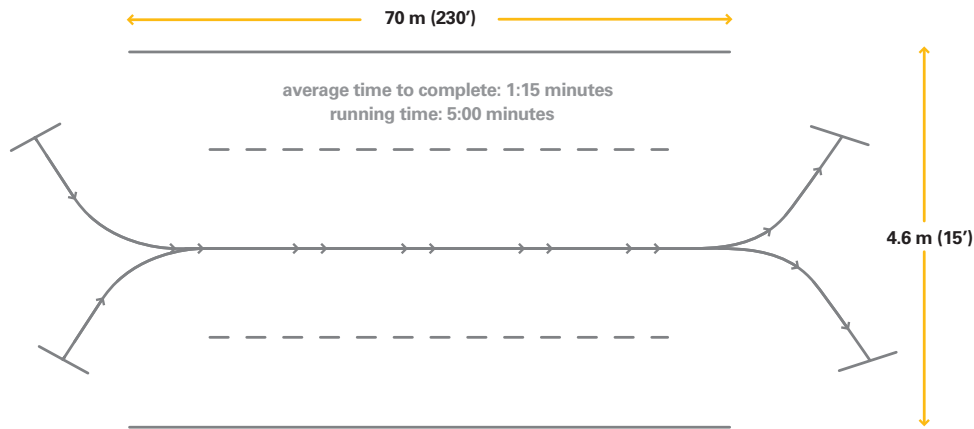 70 m (230′)
average time to complete: 1:15 minutes
running time: 5:00 minutes
4.6 m (15′)